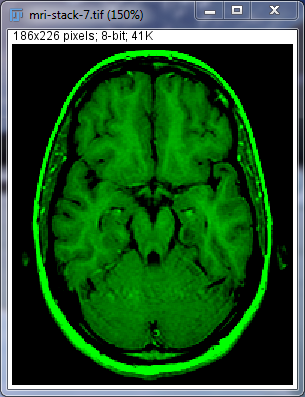 mri-stack-7.tif (150%)
186x226 pixels; 8-bit; 41K